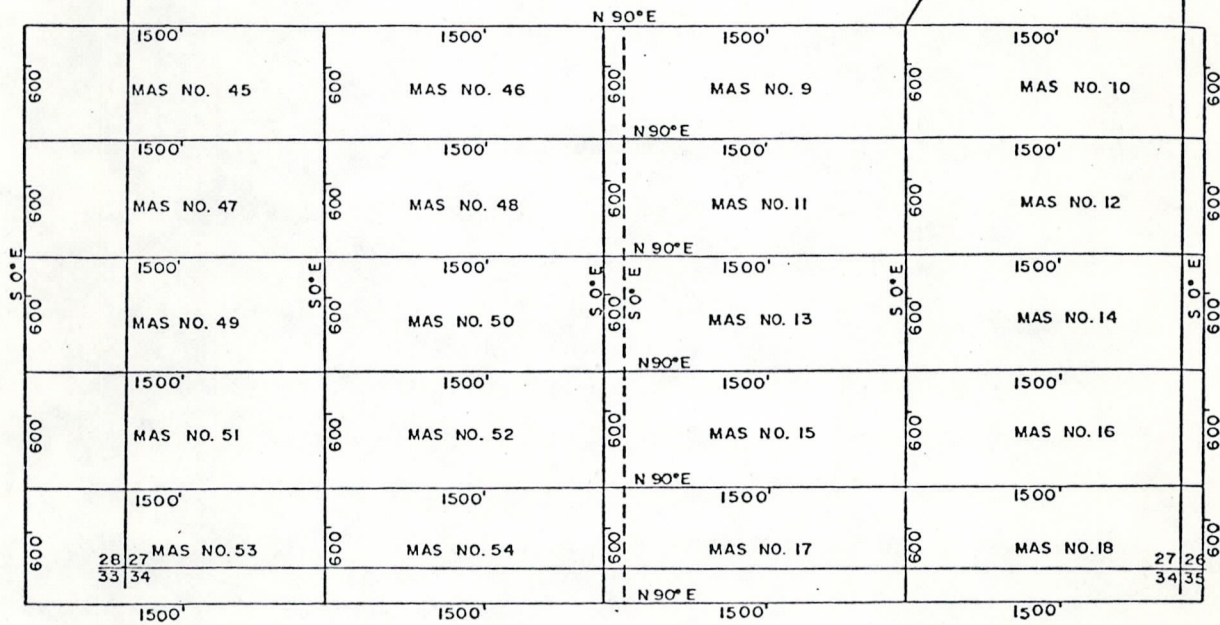 N 90°E
1500' 1500' 1500' 1500'
600' 600' 600' 600' 600'
MAS NO. 45 MAS NO. 46 MAS NO. 9 MAS NO. 10
N 90°E
1500' 1500' 1500' 1500'
600' 600' 600' 600' 600'
MAS NO. 47 MAS NO. 48 MAS NO. 11 MAS NO. 12
N 90°E
S 0°E S 0°E S 0°E S 0°E S 0°E S 0°E
1500' 1500' 1500' 1500'
600' 600' 600' 600' 600'
MAS NO. 49 MAS NO. 50 MAS NO. 13 MAS NO. 14
N 90°E
1500' 1500' 1500' 1500'
600' 600' 600' 600' 600'
MAS NO. 51 MAS NO. 52 MAS NO. 15 MAS NO. 16
N 90°E
1500' 1500' 1500' 1500'
600' 600' 600' 600' 600'
MAS NO. 53 MAS NO. 54 MAS NO. 17 MAS NO. 18
28 27 27 26
33 34 34 35
N 90°E
1500' 1500' 1500' 1500'